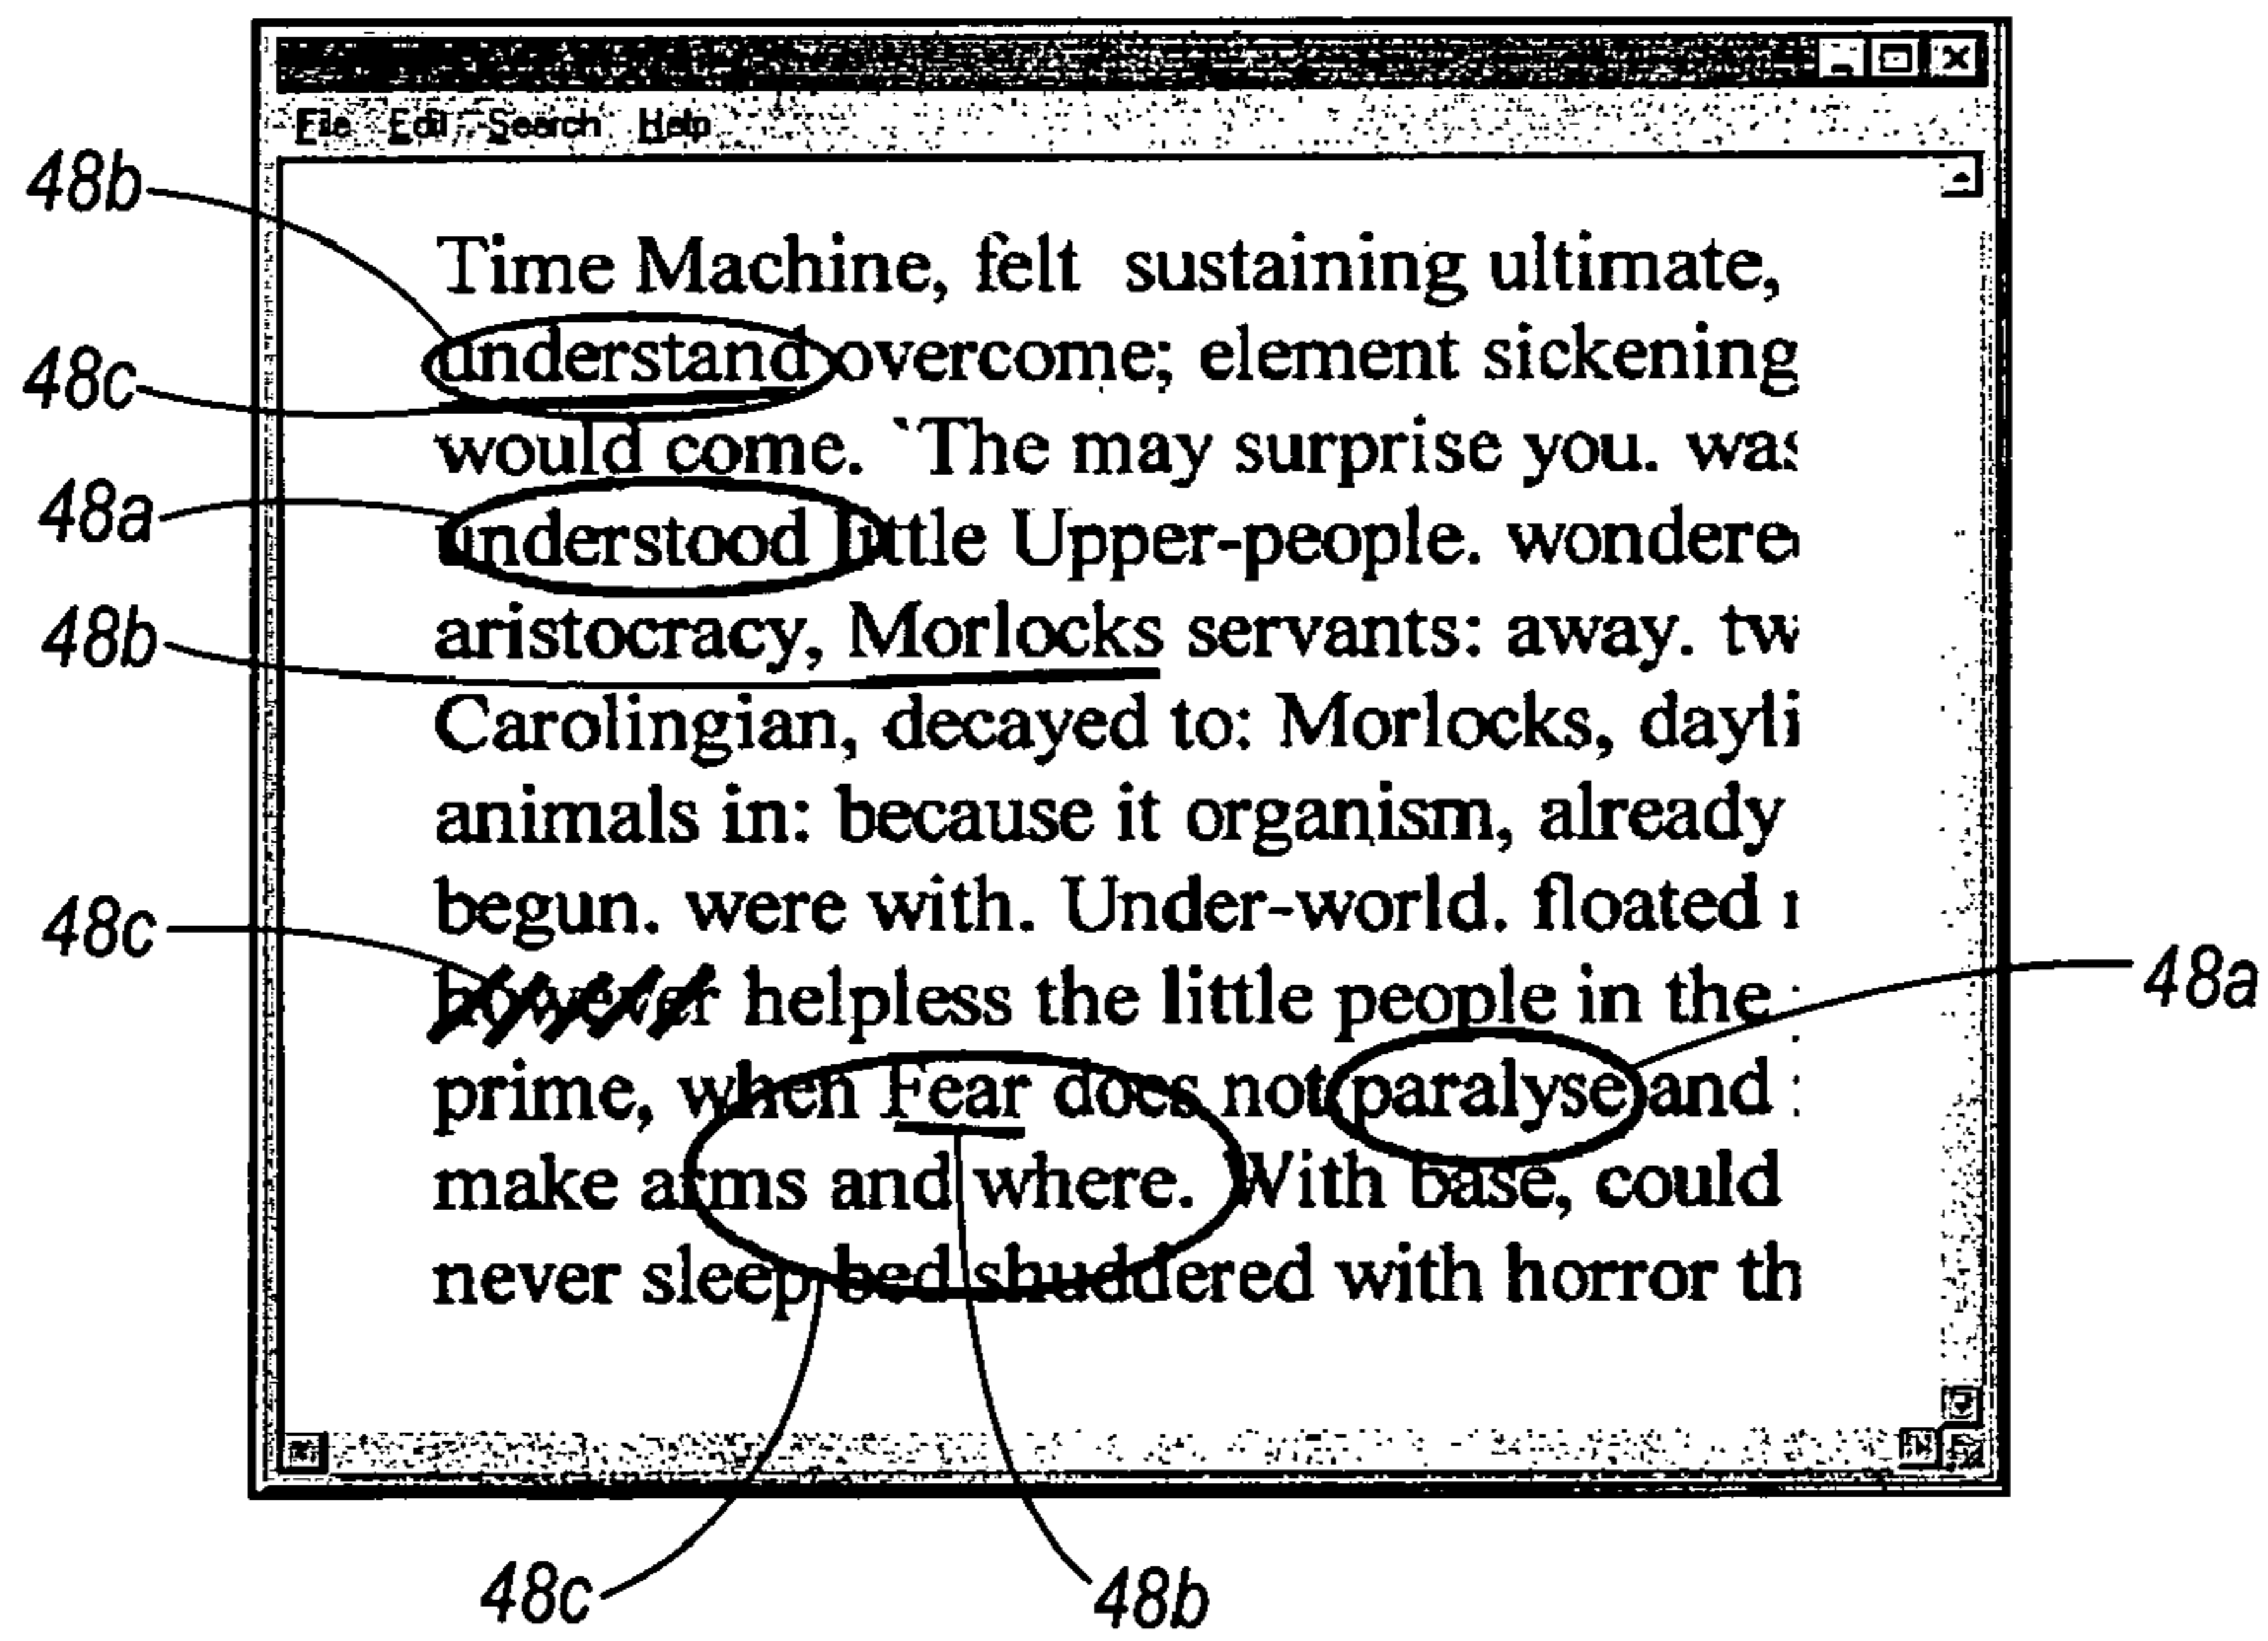 File Edit Search Help
48b
Time Machine, felt sustaining ultimate,
understand overcome; element sickening
48c
would come. `The may surprise you. was
48a
understood little Upper-people. wondere
48b
aristocracy, Morlocks servants: away. tw
Carolingian, decayed to: Morlocks, dayli
animals in: because it organism, already
48c
begun. were with. Under-world. floated
however helpless the little people in the
48a
prime, when Fear does not paralyse and
make arms and where. With base, could
never sleep bed shuddered with horror th
48c
48b